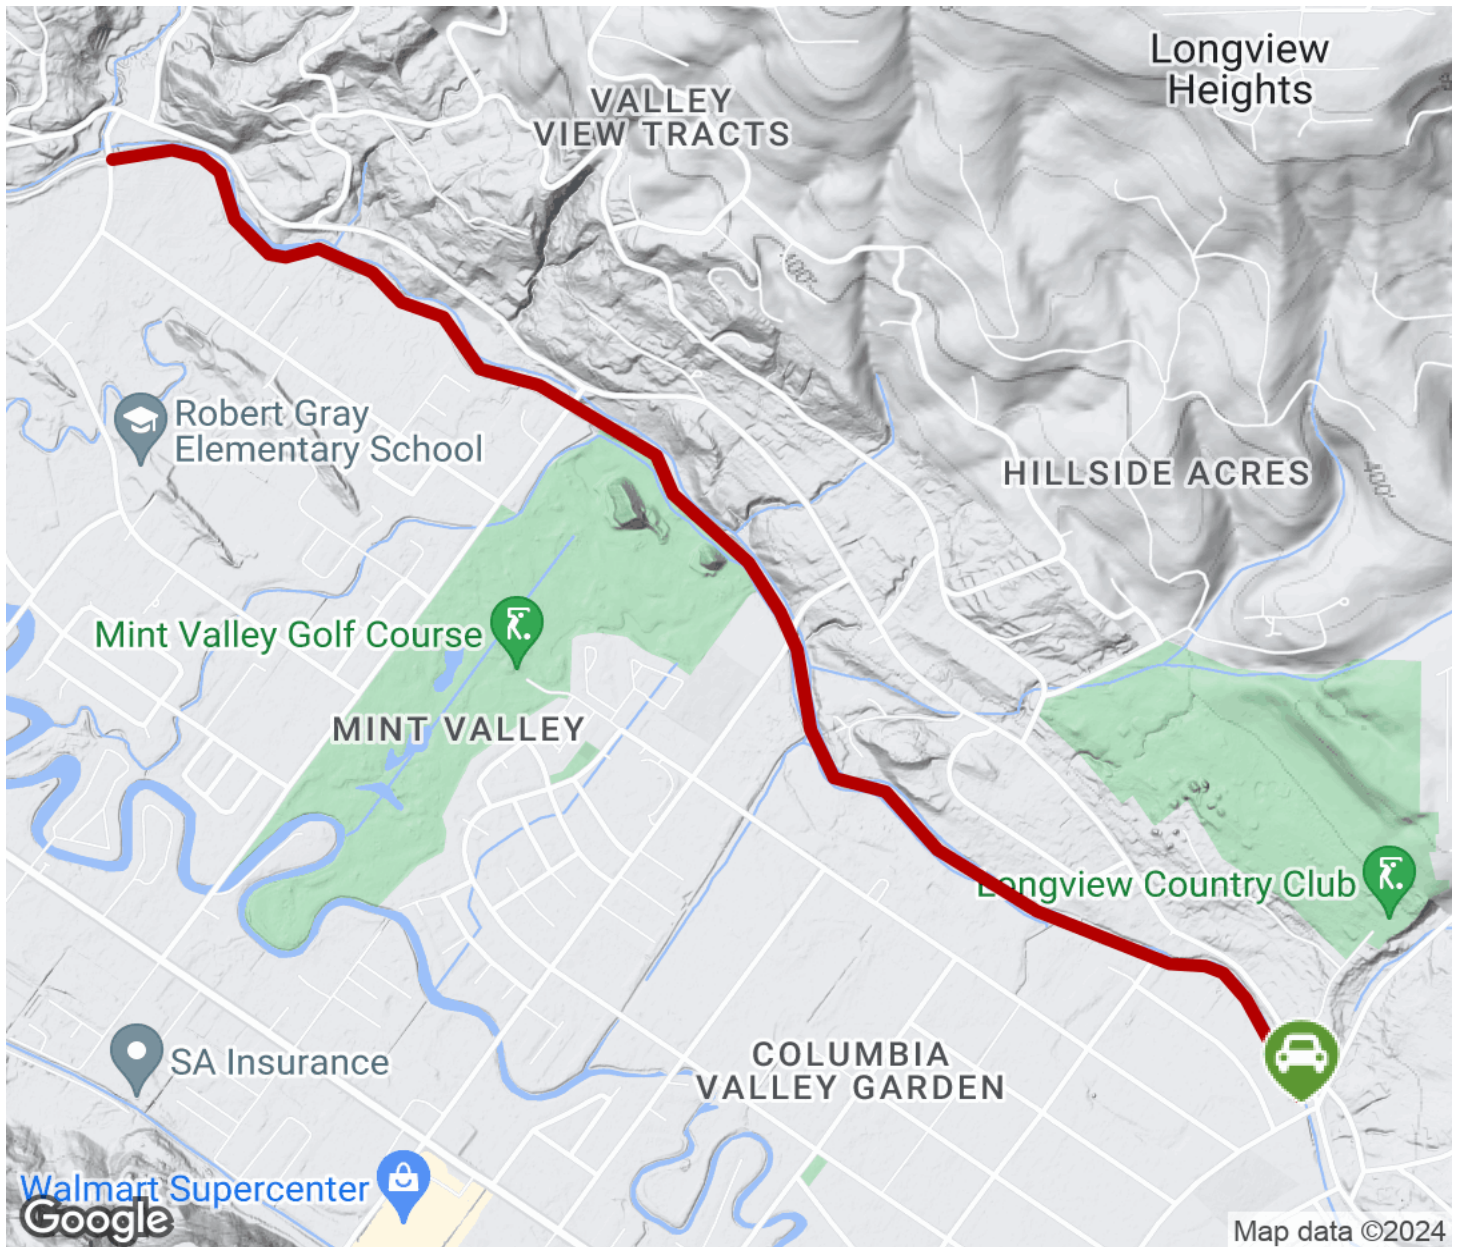 Longview
Heights
VALLEY
VIEW TRACTS
400'
Robert Gray
Elementary School
HILLSIDE ACRES
400'
Mint Valley Golf Course
MINT VALLEY
Longview Country Club
COLUMBIA
VALLEY GARDEN
SA Insurance
Walmart Supercenter
Google
Map data ©2024